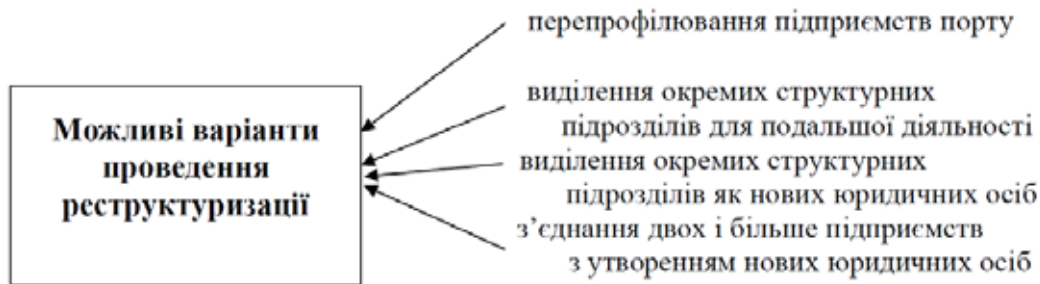 Можливі варіанти
проведення
реструктуризації
перепрофілювання підприємств порту
виділення окремих структурних
підрозділів для подальшої діяльності
виділення окремих структурних
підрозділів як нових юридичних осіб
з’єднання двох і більше підприємств
з утворенням нових юридичних осіб